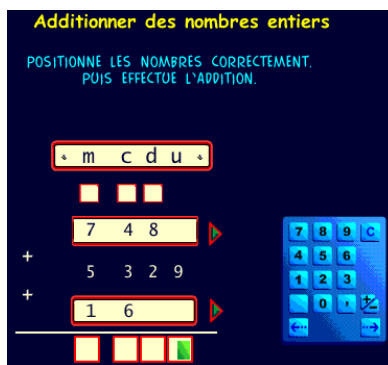 Additionner des nombres entiers
POSITIONNE LES NOMBRES CORRECTEMENT.
PUIS EFFECTUE L'ADDITION.
m c d u
7 4 8
+
5 3 2 9
+
1 6
7 8 9 C
4 5 6
1 2 3
0 , +/-